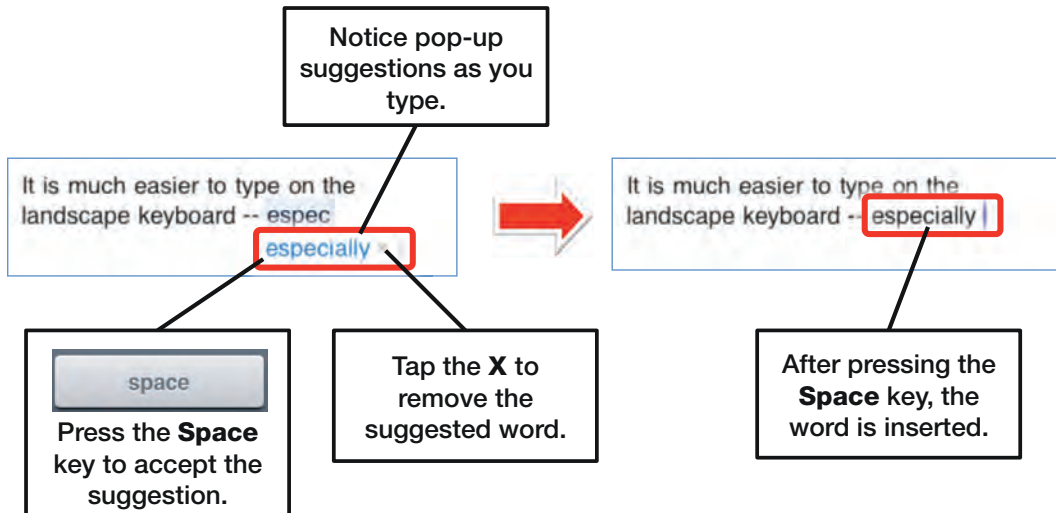 Notice pop-up
suggestions as you
type.
It is much easier to type on the
landscape keyboard -- espec
especially x
It is much easier to type on the
landscape keyboard -- especially
space
Press the Space
key to accept the
suggestion.
Tap the X to
remove the
suggested word.
After pressing the
Space key, the
word is inserted.